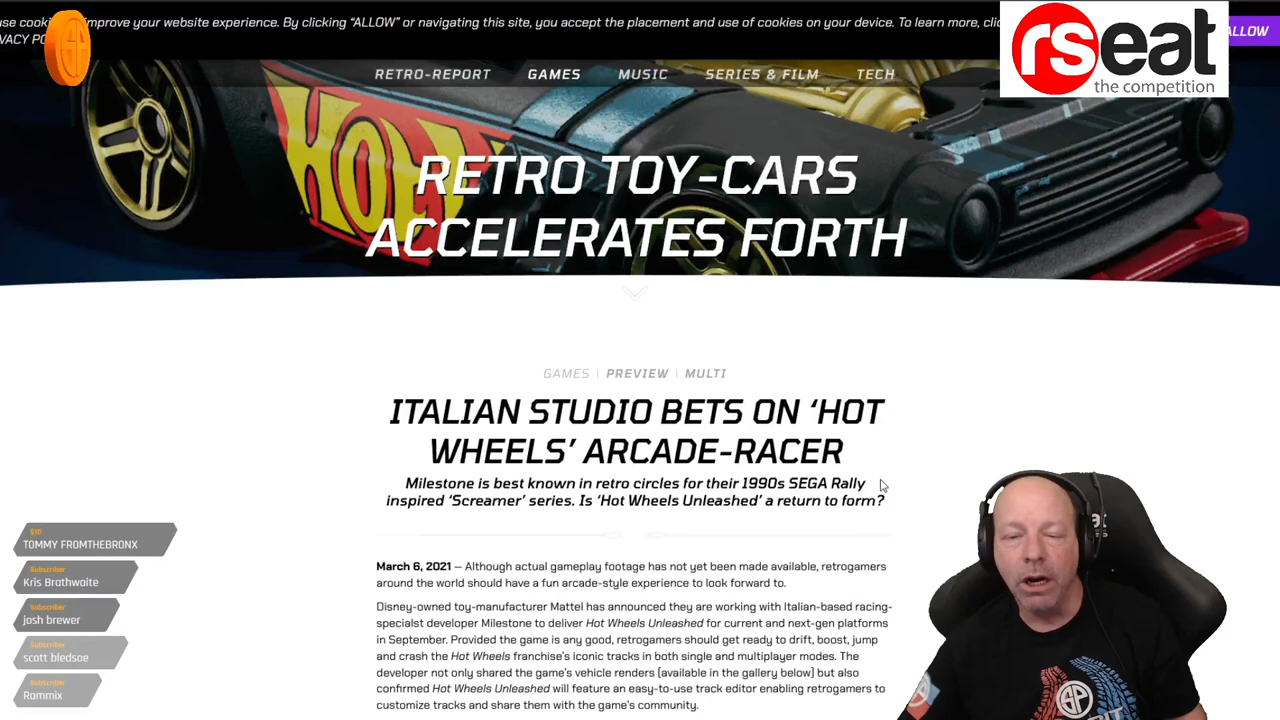 use cook improve your website experience. By clicking “ALLOW” or navigating this site, you accept the placement and use of cookies on your device. To learn more, clic
VACY PO
ALLOW
rseat
the competition
RETRO-REPORT GAMES MUSIC SERIES & FILM TECH
HOT
RETRO TOY-CARS
ACCELERATES FORTH
GAMES | PREVIEW | MULTI
ITALIAN STUDIO BETS ON ‘HOT
WHEELS’ ARCADE-RACER
Milestone is best known in retro circles for their 1990s SEGA Rally
inspired ‘Screamer’ series. Is ‘Hot Wheels Unleashed’ a return to form?
March 6, 2021 — Although actual gameplay footage has not yet been made available, retrogamers
around the world should have a fun arcade-style experience to look forward to.
Disney-owned toy-manufacturer Mattel has announced they are working with Italian-based racing-
specialst developer Milestone to deliver Hot Wheels Unleashed for current and next-gen platforms
in September. Provided the game is any good, retrogamers should get ready to drift, boost, jump
and crash the Hot Wheels franchise’s iconic tracks in both single and multiplayer modes. The
developer not only shared the game’s vehicle renders [available in the gallery below] but also
confirmed Hot Wheels Unleashed will feature an easy-to-use track editor enabling retrogamers to
customize tracks and share them with the game’s community.
$10
TOMMY FROMTHEBRONX
Subscriber
Kris Brathwaite
Subscriber
josh brewer
Subscriber
scott bledsoe
Subscriber
Rammix